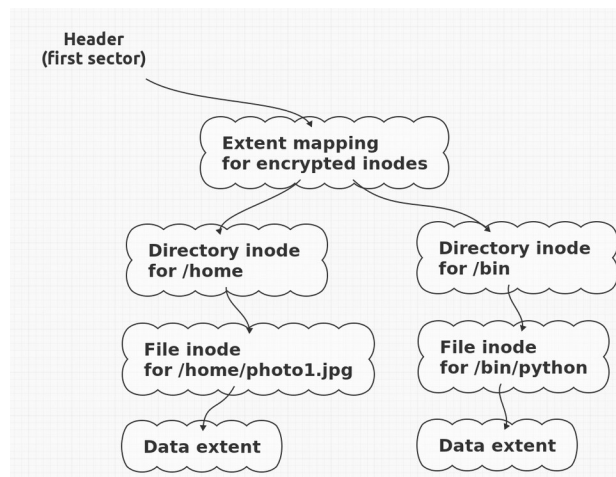 Header
(first sector)
Extent mapping
for encrypted inodes
Directory inode
for /home
Directory inode
for /bin
File inode
for /home/photo1.jpg
File inode
for /bin/python
Data extent
Data extent